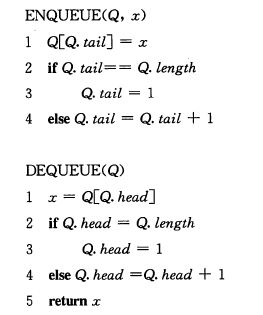 ENQUEUE(Q, x)
1 Q[Q. tail] = x
2 if Q. tail== Q. length
3 Q. tail = 1
4 else Q. tail = Q. tail + 1
DEQUEUE(Q)
1 x = Q[Q. head]
2 if Q. head = Q. length
3 Q. head = 1
4 else Q. head =Q. head + 1
5 return x